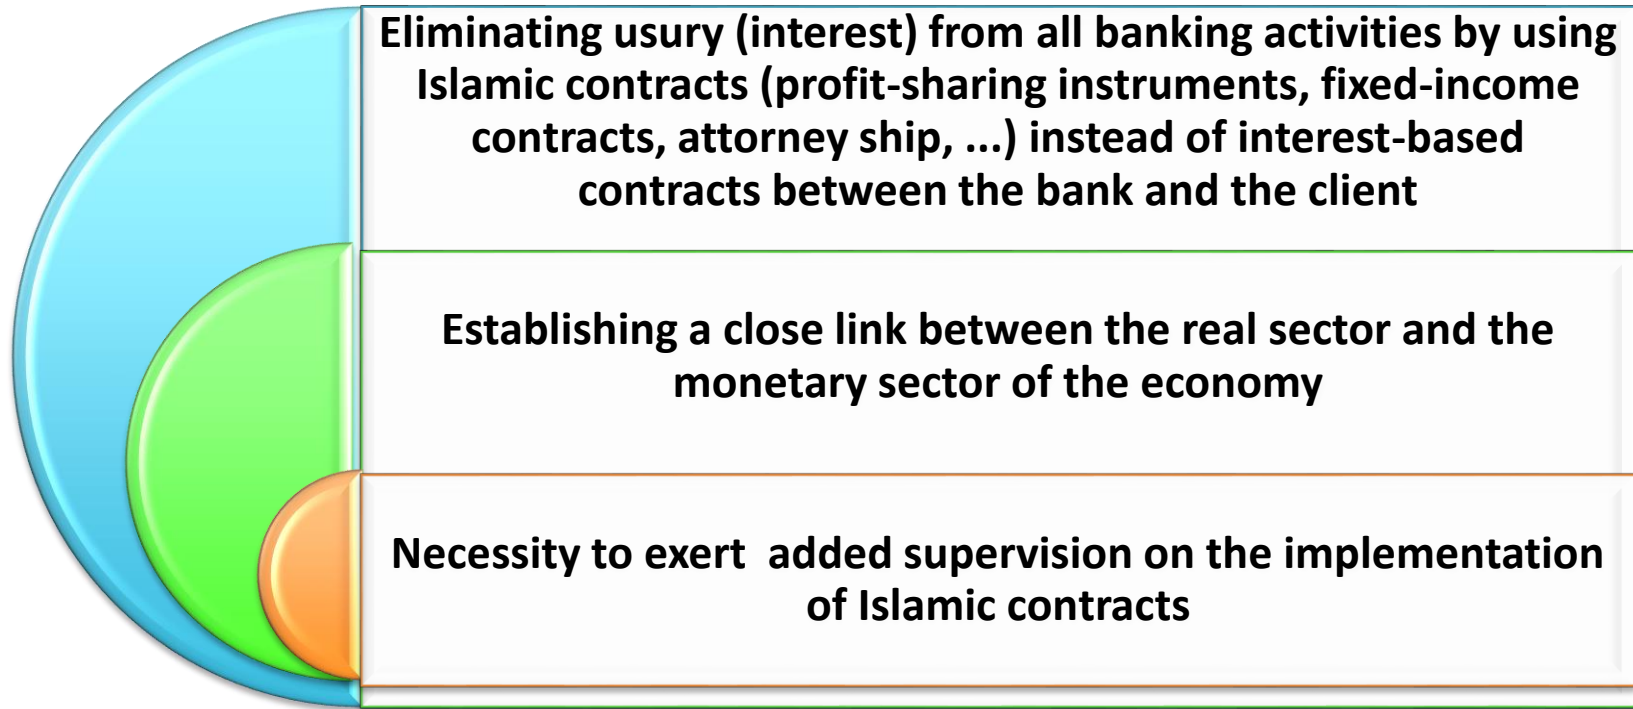 Eliminating usury (interest) from all banking activities by using
Islamic contracts (profit-sharing instruments, fixed-income
contracts, attorney ship, ...) instead of interest-based
contracts between the bank and the client
Establishing a close link between the real sector and the
monetary sector of the economy
Necessity to exert  added supervision on the implementation
of Islamic contracts